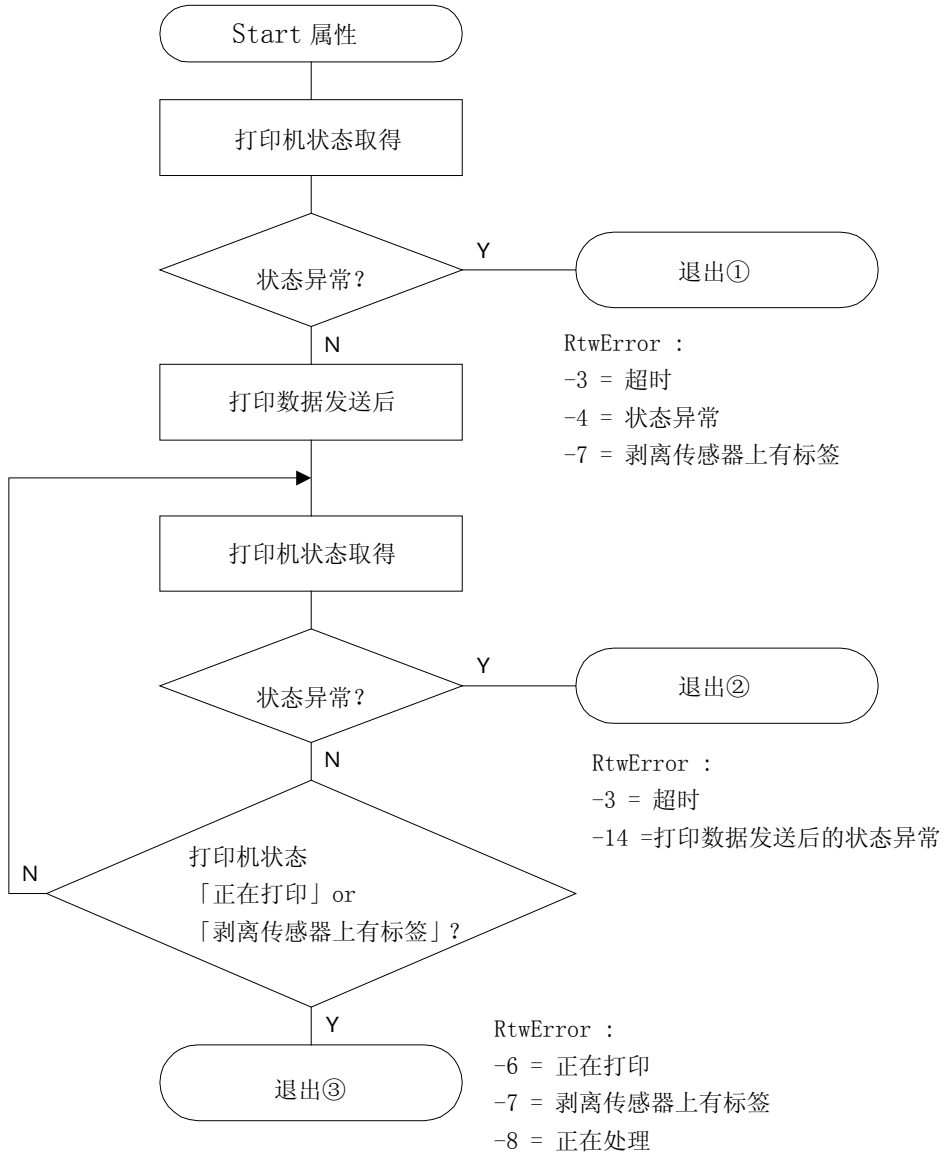 Start 属性
打印机状态取得
状态异常?
Y
退出①
N
RtwError :
-3 = 超时
-4 = 状态异常
-7 = 剥离传感器上有标签
打印数据发送后
打印机状态取得
状态异常?
Y
退出②
N
RtwError :
-3 = 超时
-14 =打印数据发送后的状态异常
打印机状态
「正在打印」or
「剥离传感器上有标签」?
N
Y
退出③
RtwError :
-6 = 正在打印
-7 = 剥离传感器上有标签
-8 = 正在处理